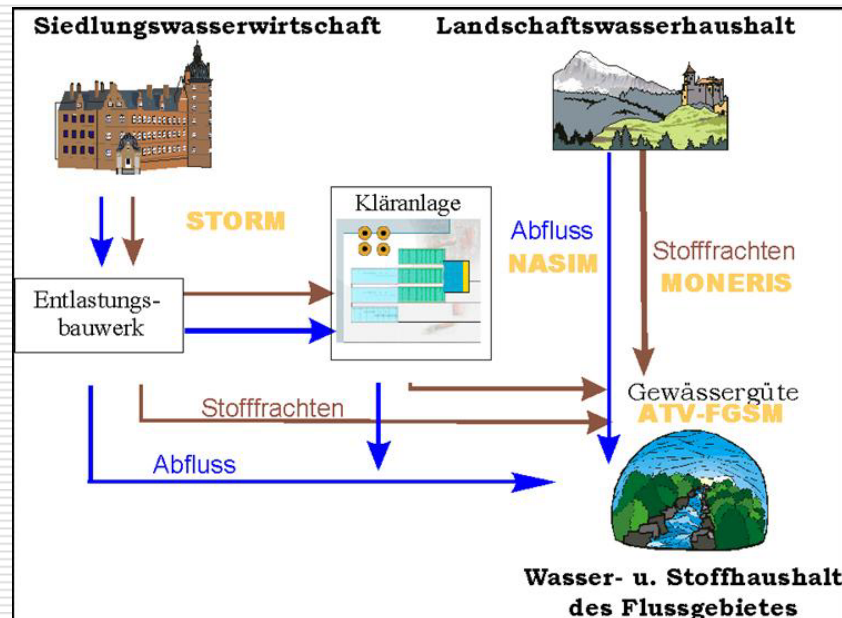 Siedlungswasserwirtschaft
Landschaftswasserhaushalt
STORM
Kläranlage
Abfluss
NASIM
Stofffrachten
MONERIS
Entlastungs-
bauwerk
Gewässergüte
ATV-FGSM
Stofffrachten
Abfluss
Wasser- u. Stoffhaushalt
des Flussgebietes